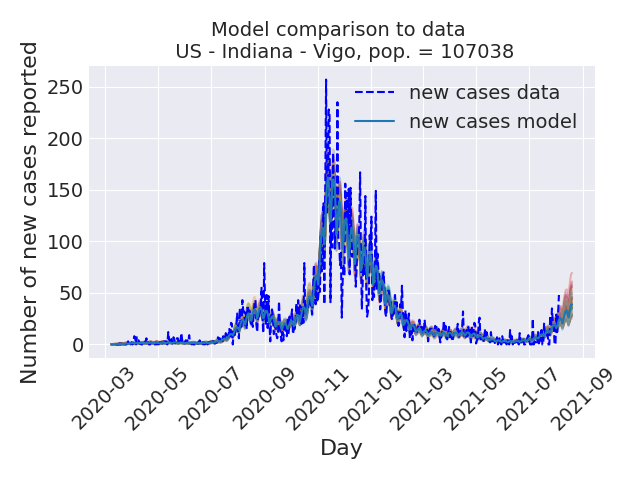 Model comparison to data
US - Indiana - Vigo, pop. = 107038
Number of new cases reported
250
200
150
100
50
0
new cases data
new cases model
2020-03
2020-05
2020-07
2020-09
2020-11
2021-01
2021-03
2021-05
2021-07
2021-09
Day